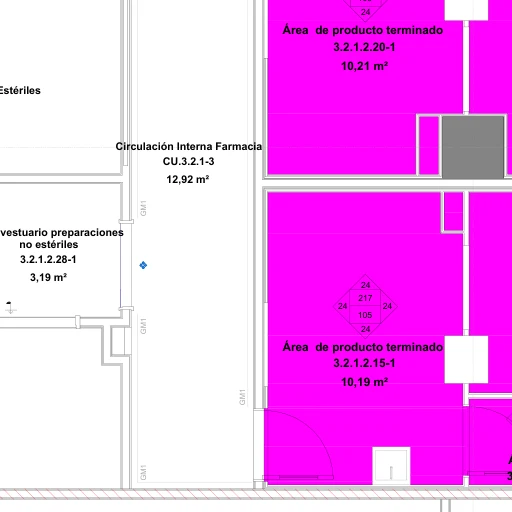 24
Área  de producto terminado
3.2.1.2.20-1
10,21 m²
Estériles
Circulación Interna Farmacia
CU.3.2.1-3
12,92 m²
GM1
vestuario preparaciones
no estériles
3.2.1.2.28-1
3,19 m²
24
217
24
24
105
24
GM1
Área  de producto terminado
3.2.1.2.15-1
10,19 m²
GM1
GM1
3